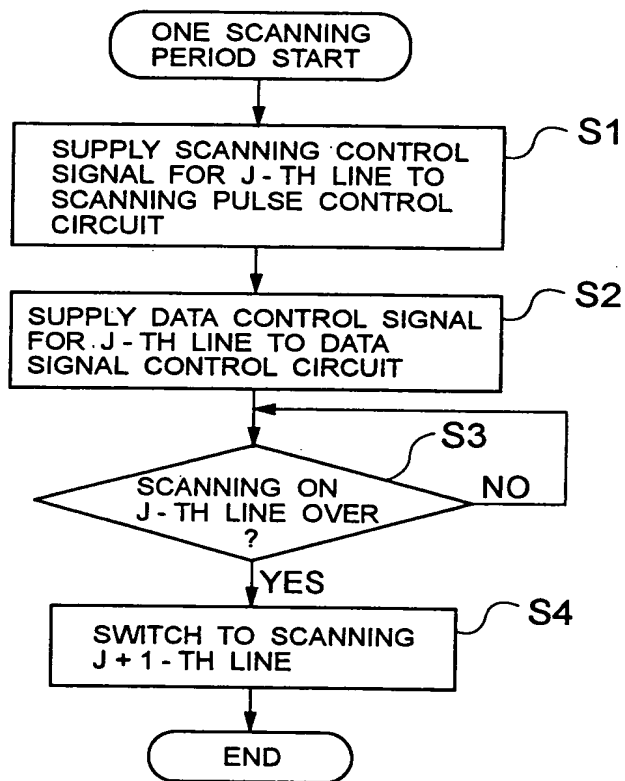 ONE SCANNING
PERIOD START
S1
SUPPLY SCANNING CONTROL
SIGNAL FOR J-TH LINE TO
SCANNING PULSE CONTROL
CIRCUIT
S2
SUPPLY DATA CONTROL SIGNAL
FOR J-TH LINE TO DATA
SIGNAL CONTROL CIRCUIT
S3
SCANNING ON
J-TH LINE OVER
?
NO
YES
S4
SWITCH TO SCANNING
J+1-TH LINE
END